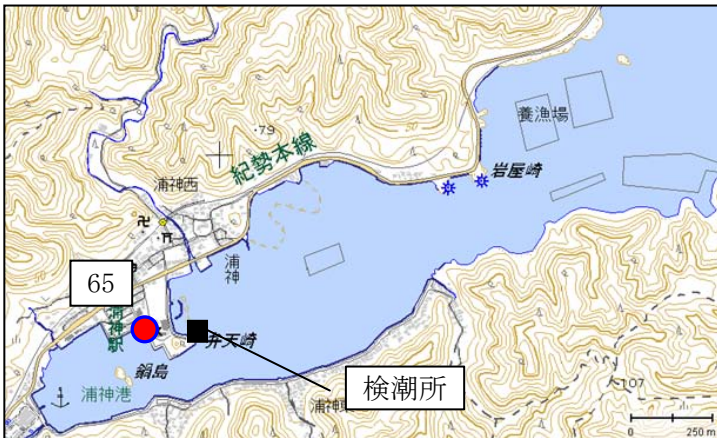 養漁場
・79
紀勢本線
岩屋崎
浦神西
浦神
65
浦神駅
弁天崎
鍋島
検潮所
浦神港
浦神東
・107
0 250 m